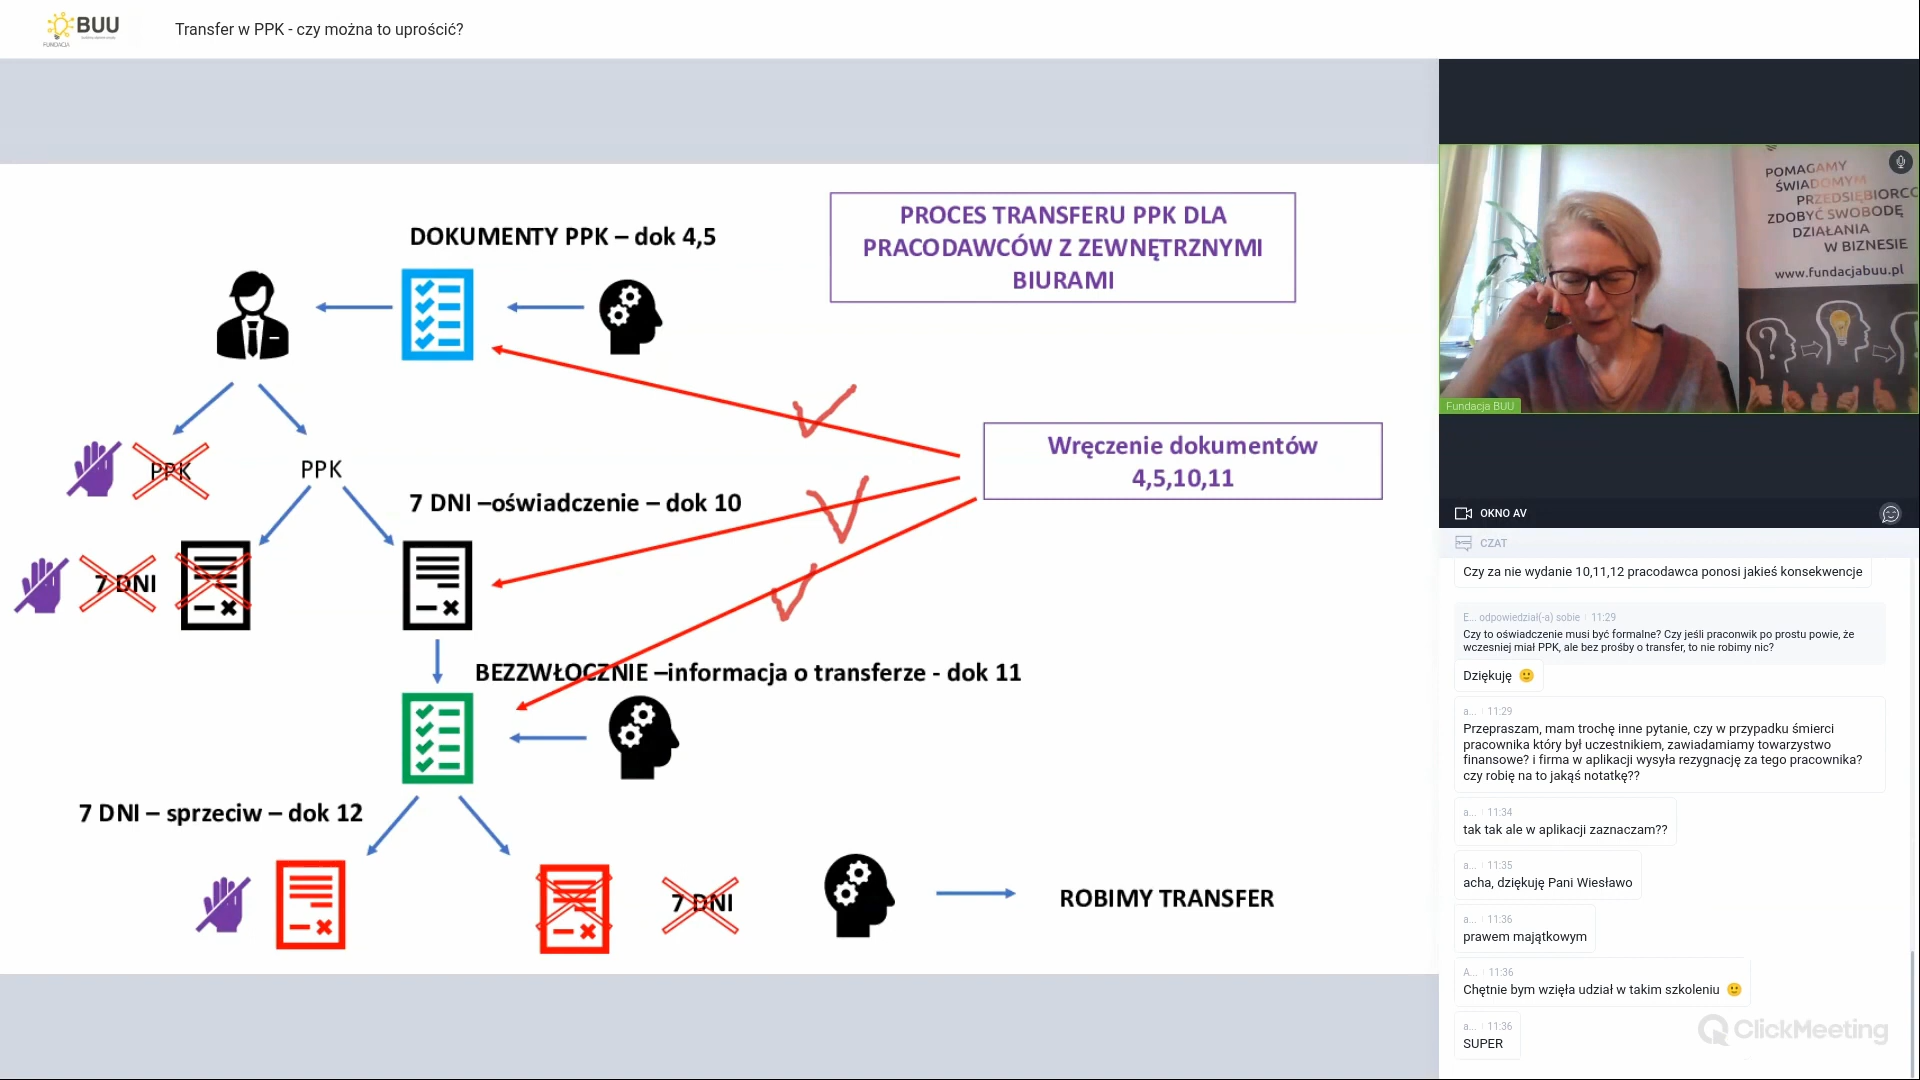 BUU
FUNDACJA
Transfer w PPK - czy można to uprościć?
DOKUMENTY PPK – dok 4,5
PROCES TRANSFERU PPK DLA
PRACODAWCÓW Z ZEWNĘTRZNYMI
BIURAMI
PPK
PPK
7 DNI –oświadczenie – dok 10
Wręczenie dokumentów
4,5,10,11
7 DNI
BEZZWŁOCZNIE –informacja o transferze - dok 11
7 DNI – sprzeciw – dok 12
7 DNI
ROBIMY TRANSFER
POMAGAMY
ŚWIADOMYM
PRZEDSIĘBIORCO
ZDOBYĆ SWOBODĘ
DZIAŁANIA
W BIZNESIE
www.fundacjabuu.pl
Fundacja BUU
OKNO AV
CZAT
Czy za nie wydanie 10,11,12 pracodawca ponosi jakieś konsekwencje
E... odpowiedział(-a) sobie 11:29
Czy to oświadczenie musi być formalne? Czy jeśli praconwik po prostu powie, że
wczesniej miał PPK, ale bez prośby o transfer, to nie robimy nic?
Dziękuję 🙂
a... 11:29
Przepraszam, mam trochę inne pytanie, czy w przypadku śmierci
pracownika który był uczestnikiem, zawiadamiamy towarzystwo
finansowe? i firma w aplikacji wysyła rezygnację za tego pracownika?
czy robię na to jakąś notatkę??
a... 11:34
tak tak ale w aplikacji zaznaczam??
a... 11:35
acha, dziękuję Pani Wiesławo
a... 11:36
prawem majątkowym
A... 11:36
Chętnie bym wzięła udział w takim szkoleniu 🙂
a... 11:36
SUPER
ClickMeeting